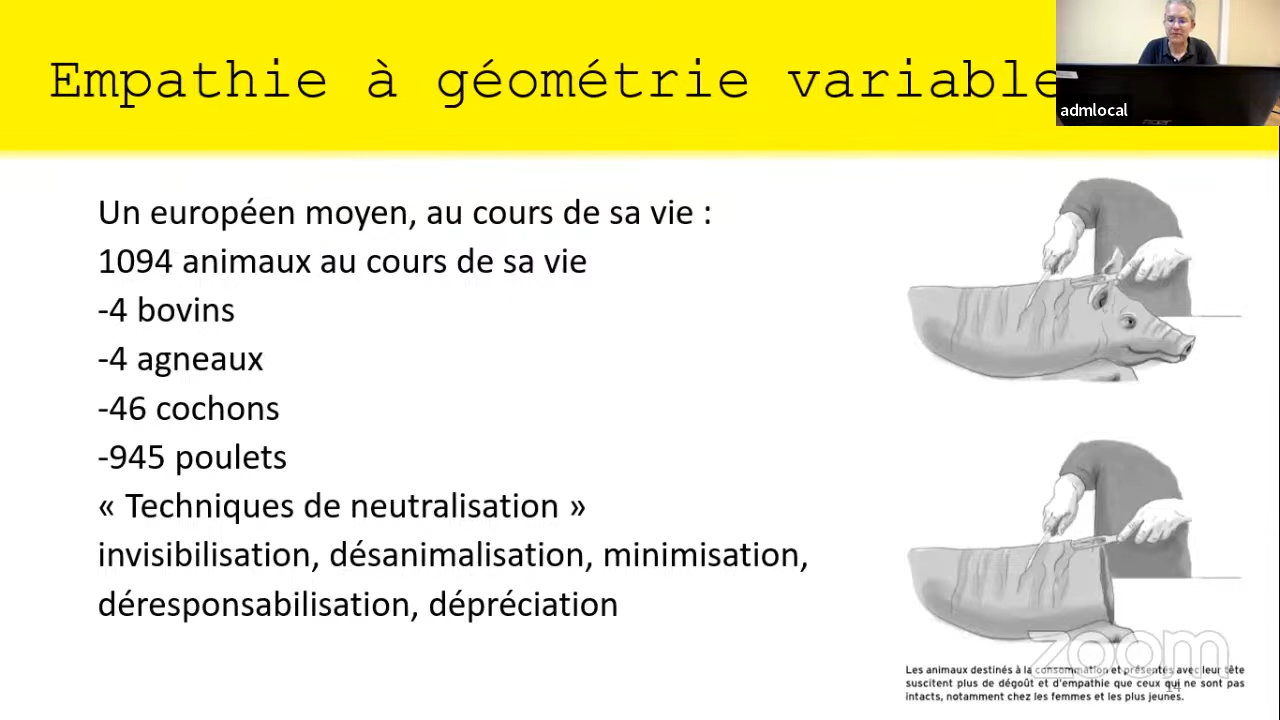 Empathie à géométrie variable
admlocal
Un européen moyen, au cours de sa vie :
1094 animaux au cours de sa vie
-4 bovins
-4 agneaux
-46 cochons
-945 poulets
« Techniques de neutralisation »
invisibilisation, désanimalisation, minimisation,
déresponsabilisation, dépréciation
zoom
Les animaux destinés à la consommation et présentés avec leur tête
suscitent plus de dégoût et d'empathie que ceux qui ne sont pas
intacts, notamment chez les femmes et les plus jeunes.
14